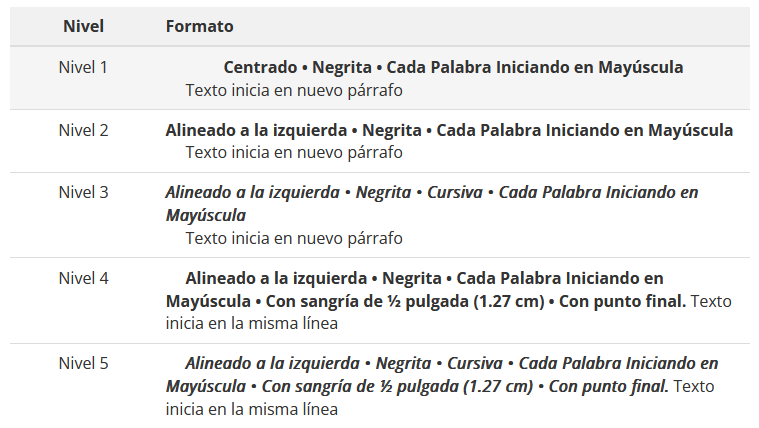 Nivel Formato
Nivel 1 Centrado • Negrita • Cada Palabra Iniciando en Mayúscula
Texto inicia en nuevo párrafo
Nivel 2 Alineado a la izquierda • Negrita • Cada Palabra Iniciando en Mayúscula
Texto inicia en nuevo párrafo
Nivel 3 Alineado a la izquierda • Negrita • Cursiva • Cada Palabra Iniciando en
Mayúscula
Texto inicia en nuevo párrafo
Nivel 4 Alineado a la izquierda • Negrita • Cada Palabra Iniciando en
Mayúscula • Con sangría de ½ pulgada (1.27 cm) • Con punto final. Texto
inicia en la misma línea
Nivel 5 Alineado a la izquierda • Negrita • Cursiva • Cada Palabra Iniciando en
Mayúscula • Con sangría de ½ pulgada (1.27 cm) • Con punto final. Texto
inicia en la misma línea